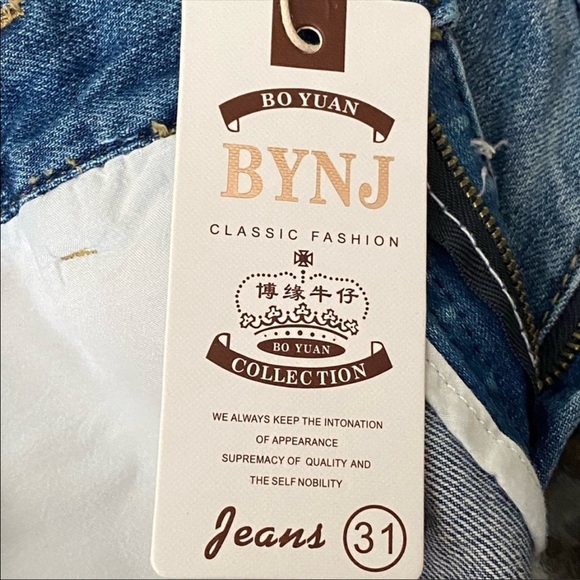 BO YUAN
BYNJ
CLASSIC FASHION
博缘牛仔
BO YUAN
COLLECTION
WE ALWAYS KEEP THE INTONATION
OF APPEARANCE
SUPREMACY OF QUALITY AND
THE SELF NOBILITY
Jeans 31